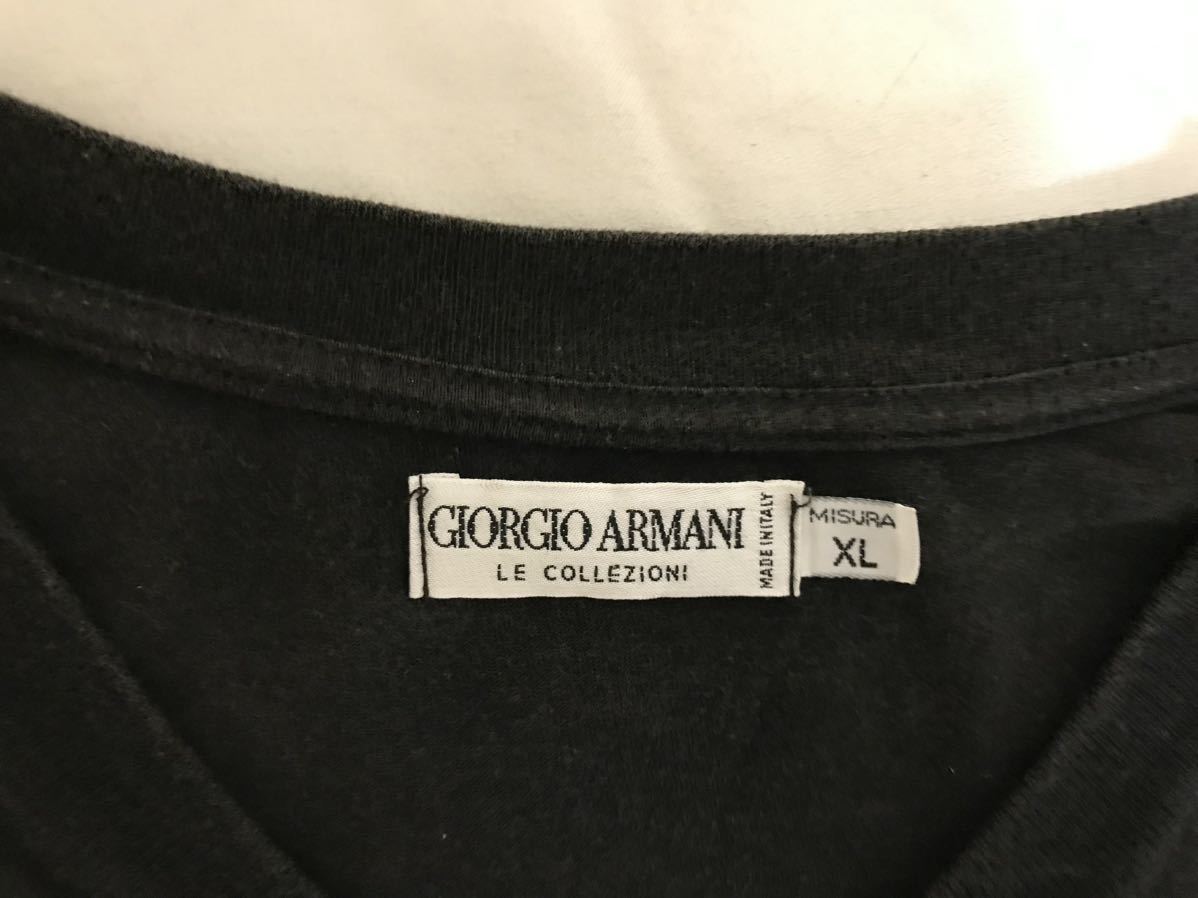 GIORGIO ARMANI
LE COLLEZIONI
MADE IN ITALY
MISURA
XL